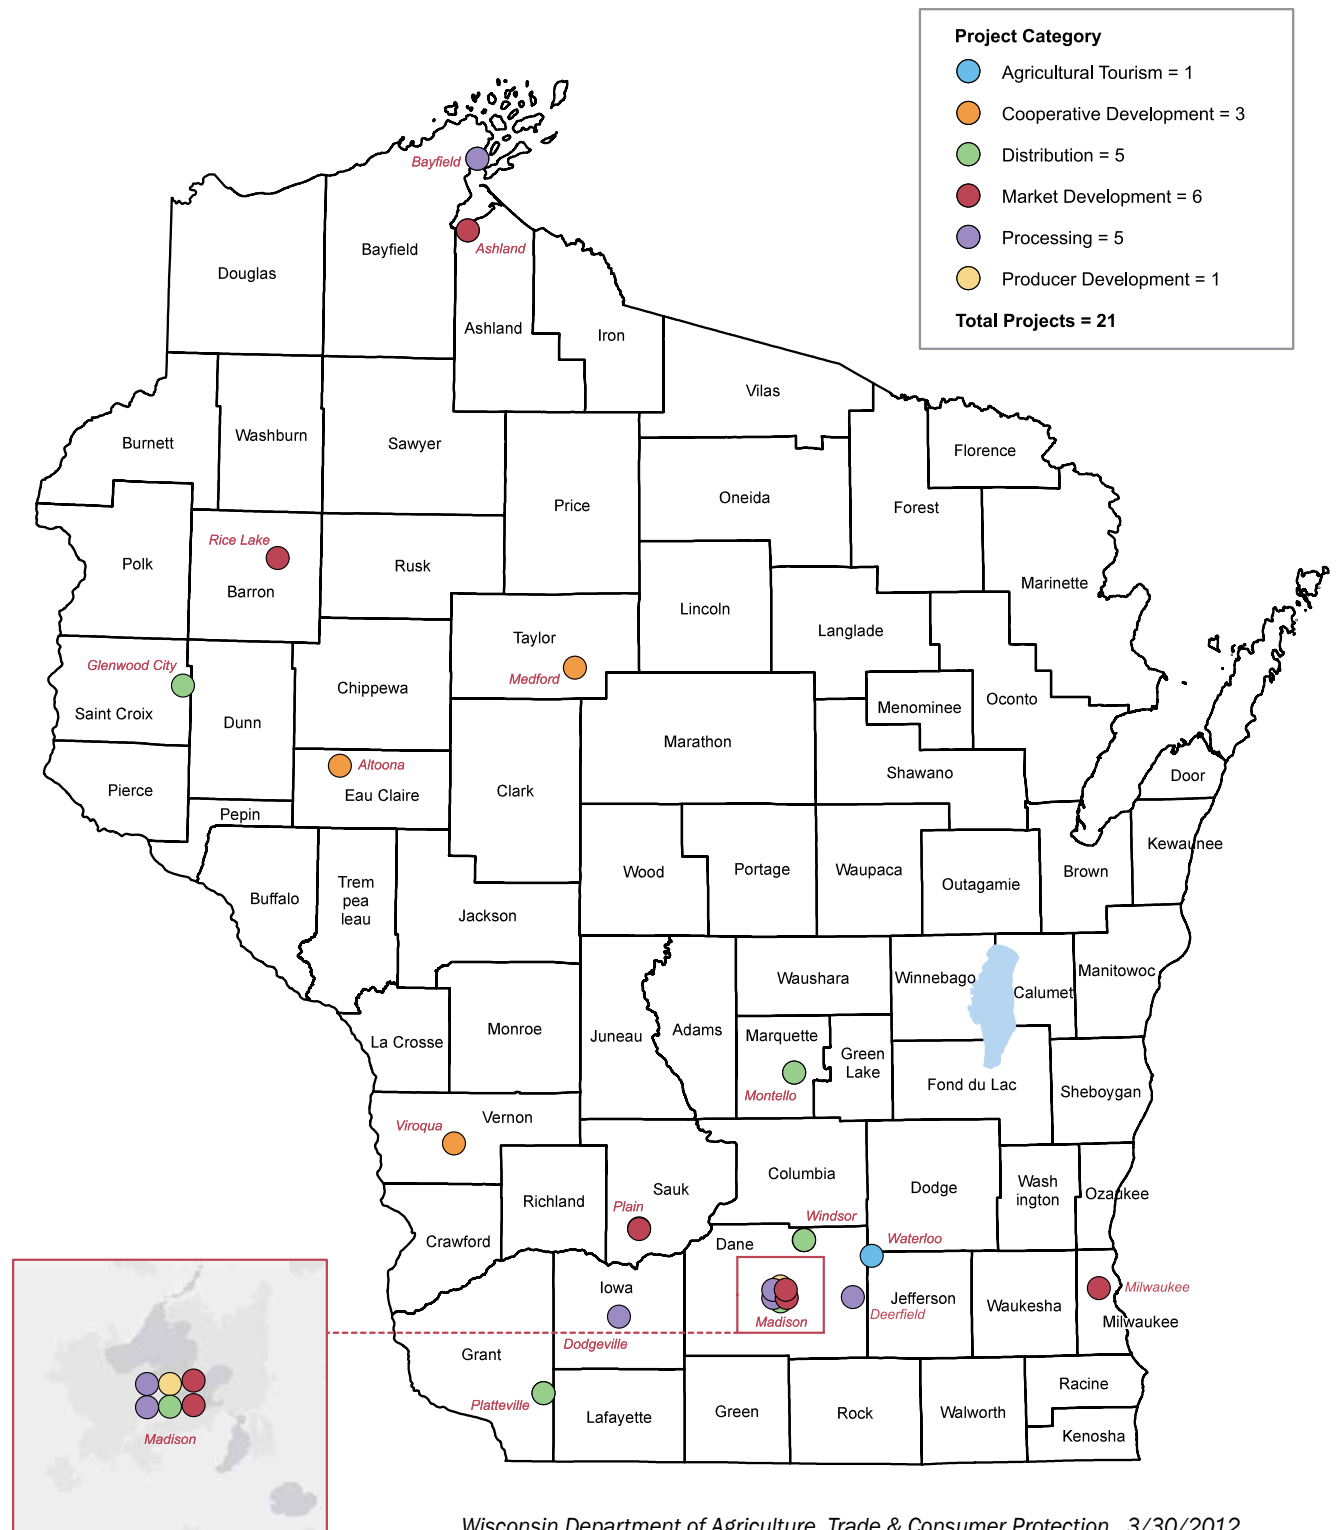 Project Category
Agricultural Tourism = 1
Cooperative Development = 3
Distribution = 5
Market Development = 6
Processing = 5
Producer Development = 1
Total Projects = 21
Bayfield
Ashland
Douglas
Bayfield
Ashland
Iron
Vilas
Burnett
Washburn
Sawyer
Florence
Price
Oneida
Forest
Rice Lake
Polk
Barron
Rusk
Marinette
Lincoln
Langlade
Taylor
Medford
Glenwood City
Saint Croix
Dunn
Chippewa
Menominee
Oconto
Marathon
Shawano
Door
Altoona
Pierce
Eau Claire
Clark
Pepin
Kewaunee
Wood
Portage
Waupaca
Outagamie
Brown
Buffalo
Trem
pea
leau
Jackson
Waushara
Winnebago
Calumet
Manitowoc
La Crosse
Monroe
Juneau
Adams
Marquette
Green
Lake
Montello
Fond du Lac
Sheboygan
Vernon
Viroqua
Columbia
Dodge
Wash
ington
Ozaukee
Richland
Sauk
Plain
Windsor
Crawford
Dane
Waterloo
Iowa
Dodgeville
Madison
Deerfield
Jefferson
Waukesha
Milwaukee
Milwaukee
Grant
Platteville
Lafayette
Green
Rock
Walworth
Racine
Kenosha
Madison
Wisconsin Department of Agriculture, Trade & Consumer Protection 3/30/2012